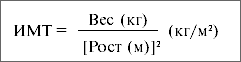 ИМТ = Вес (кг) / [Рост (м)]² (кг/м²)